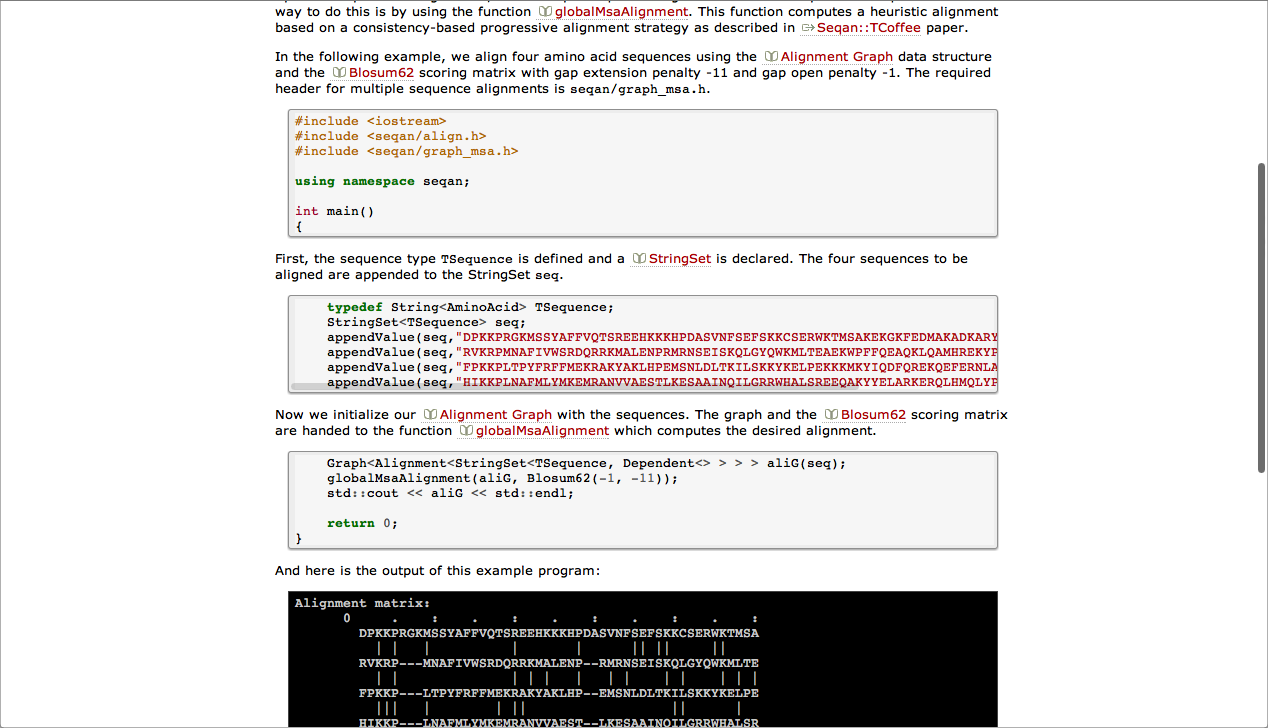 way to do this is by using the function globalMsaAlignment. This function computes a heuristic alignment
based on a consistency-based progressive alignment strategy as described in Seqan::TCoffee paper.
In the following example, we align four amino acid sequences using the Alignment Graph data structure
and the Blosum62 scoring matrix with gap extension penalty -11 and gap open penalty -1. The required
header for multiple sequence alignments is seqan/graph_msa.h.
#include <iostream>
#include <seqan/align.h>
#include <seqan/graph_msa.h>
using namespace seqan;
int main()
{
First, the sequence type TSequence is defined and a StringSet is declared. The four sequences to be
aligned are appended to the StringSet seq.
typedef String<AminoAcid> TSequence;
StringSet<TSequence> seq;
appendValue(seq,"DPKKPRGKMSSYAFFVQTSREEHKKKHPDASVNFSEFSKKCSERWKTMSAKEKGKFEDMAKADKARY
appendValue(seq,"RVKRPMNAFIVWSRDQRRKMALENPRMRNSEISKQLGYQWKMLTEAEKWPFFQEAQKLQAMHREKYP
appendValue(seq,"FPKKPLTPYFRFFMEKRAKYAKLHPEMSNLDLTKILSKKYKELPEKKKMKYIQDFQREKQEFERNLA
appendValue(seq,"HIKKPLNAFMLYMKEMRANVVAESTLKESAAINQILGRRWHALSREEQAKYYELARKERQLHMQLYP
Now we initialize our Alignment Graph with the sequences. The graph and the Blosum62 scoring matrix
are handed to the function globalMsaAlignment which computes the desired alignment.
Graph<Alignment<StringSet<TSequence, Dependent<> > > > aliG(seq);
globalMsaAlignment(aliG, Blosum62(-1, -11));
std::cout << aliG << std::endl;
return 0;
}
And here is the output of this example program:
Alignment matrix:
0 . : . : . : . : . :
DPKKPRGKMSSYAFFVQTSREEHKKKHPDASVNFSEFSKKCSERWKTMSA
|| | | | || || ||
RVKRP---MNAFIVWSRDQRRKMALENP--RMRNSEISKQLGYQWKMLTE
| | | | | | | | | | | | |
FPKKP---LTPYFRFFMEKRAKYAKLHP--EMSNLDLTKILSKKYKELPE
||| | | || || |
HIKKP---LNAFMLYMKEMRANVVAEST--LKESAAINQILGRRWHALSR